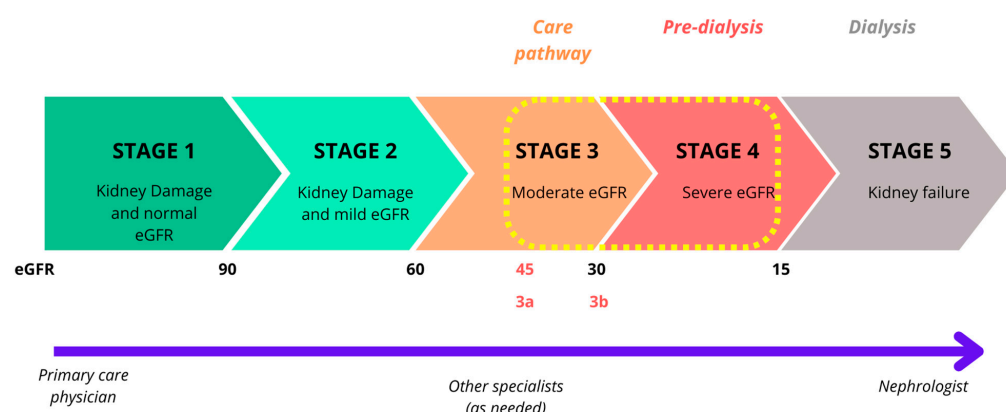 Care
pathway
Pre-dialysis
Dialysis
STAGE 1
Kidney Damage
and normal
eGFR
STAGE 2
Kidney Damage
and mild eGFR
STAGE 3
Moderate eGFR
STAGE 4
Severe eGFR
STAGE 5
Kidney failure
eGFR
90
60
45
30
15
3a
3b
Primary care
physician
Other specialists
(as needed)
Nephrologist